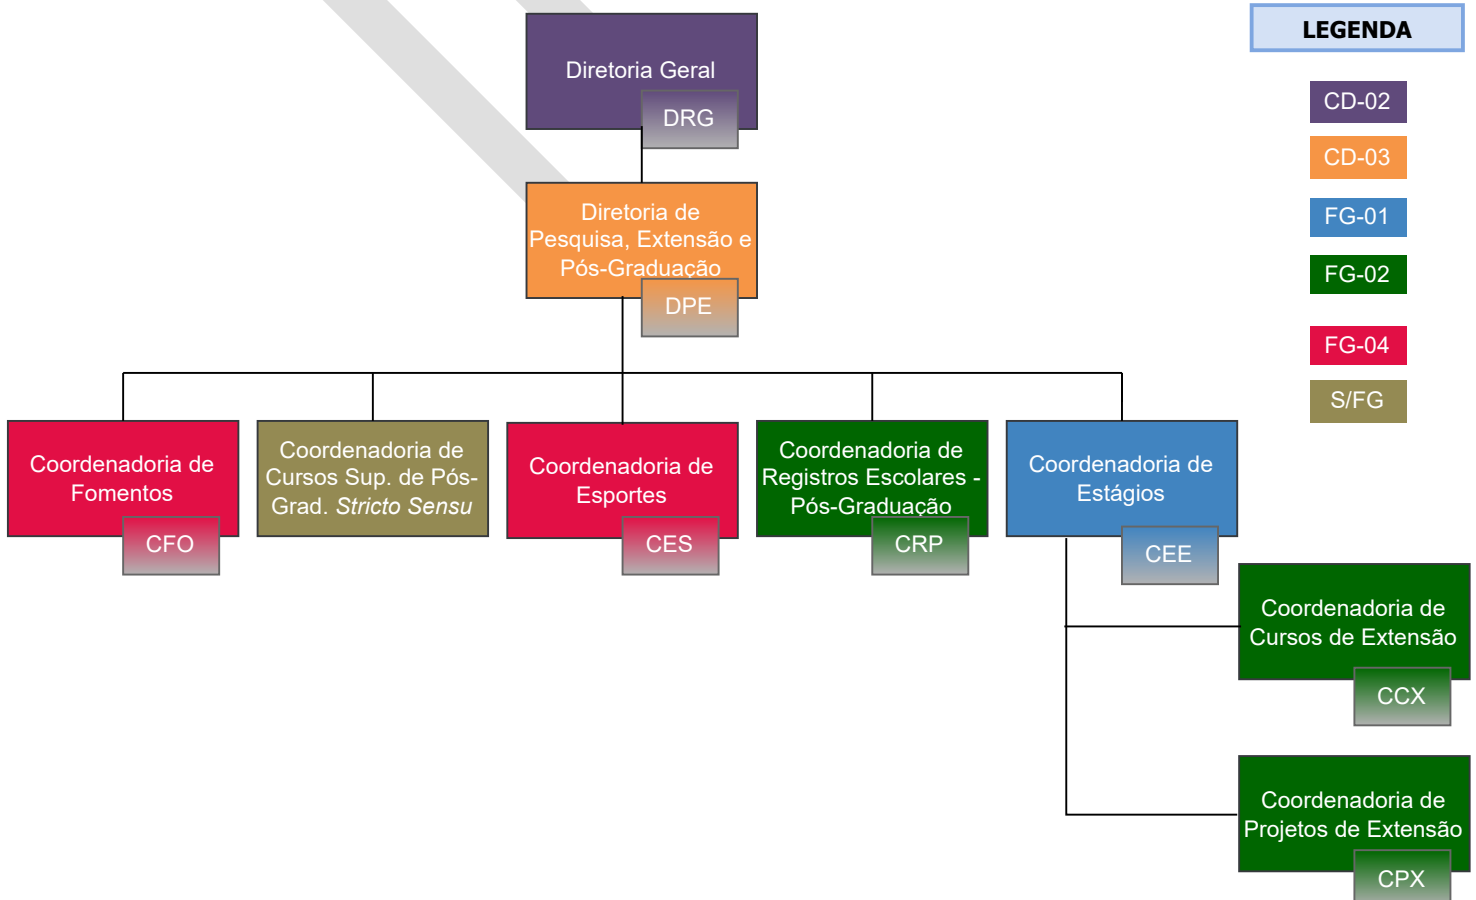 Diretoria Geral
DRG
LEGENDA
CD-02
CD-03
FG-01
FG-02
FG-04
S/FG
Diretoria de
Pesquisa, Extensão e
Pós-Graduação
DPE
Coordenadoria de
Fomentos
CFO
Coordenadoria de
Cursos Sup. de Pós-
Grad. Stricto Sensu
Coordenadoria de
Esportes
CES
Coordenadoria de
Registros Escolares -
Pós-Graduação
CRP
Coordenadoria de
Estágios
CEE
Coordenadoria de
Cursos de Extensão
CCX
Coordenadoria de
Projetos de Extensão
CPX